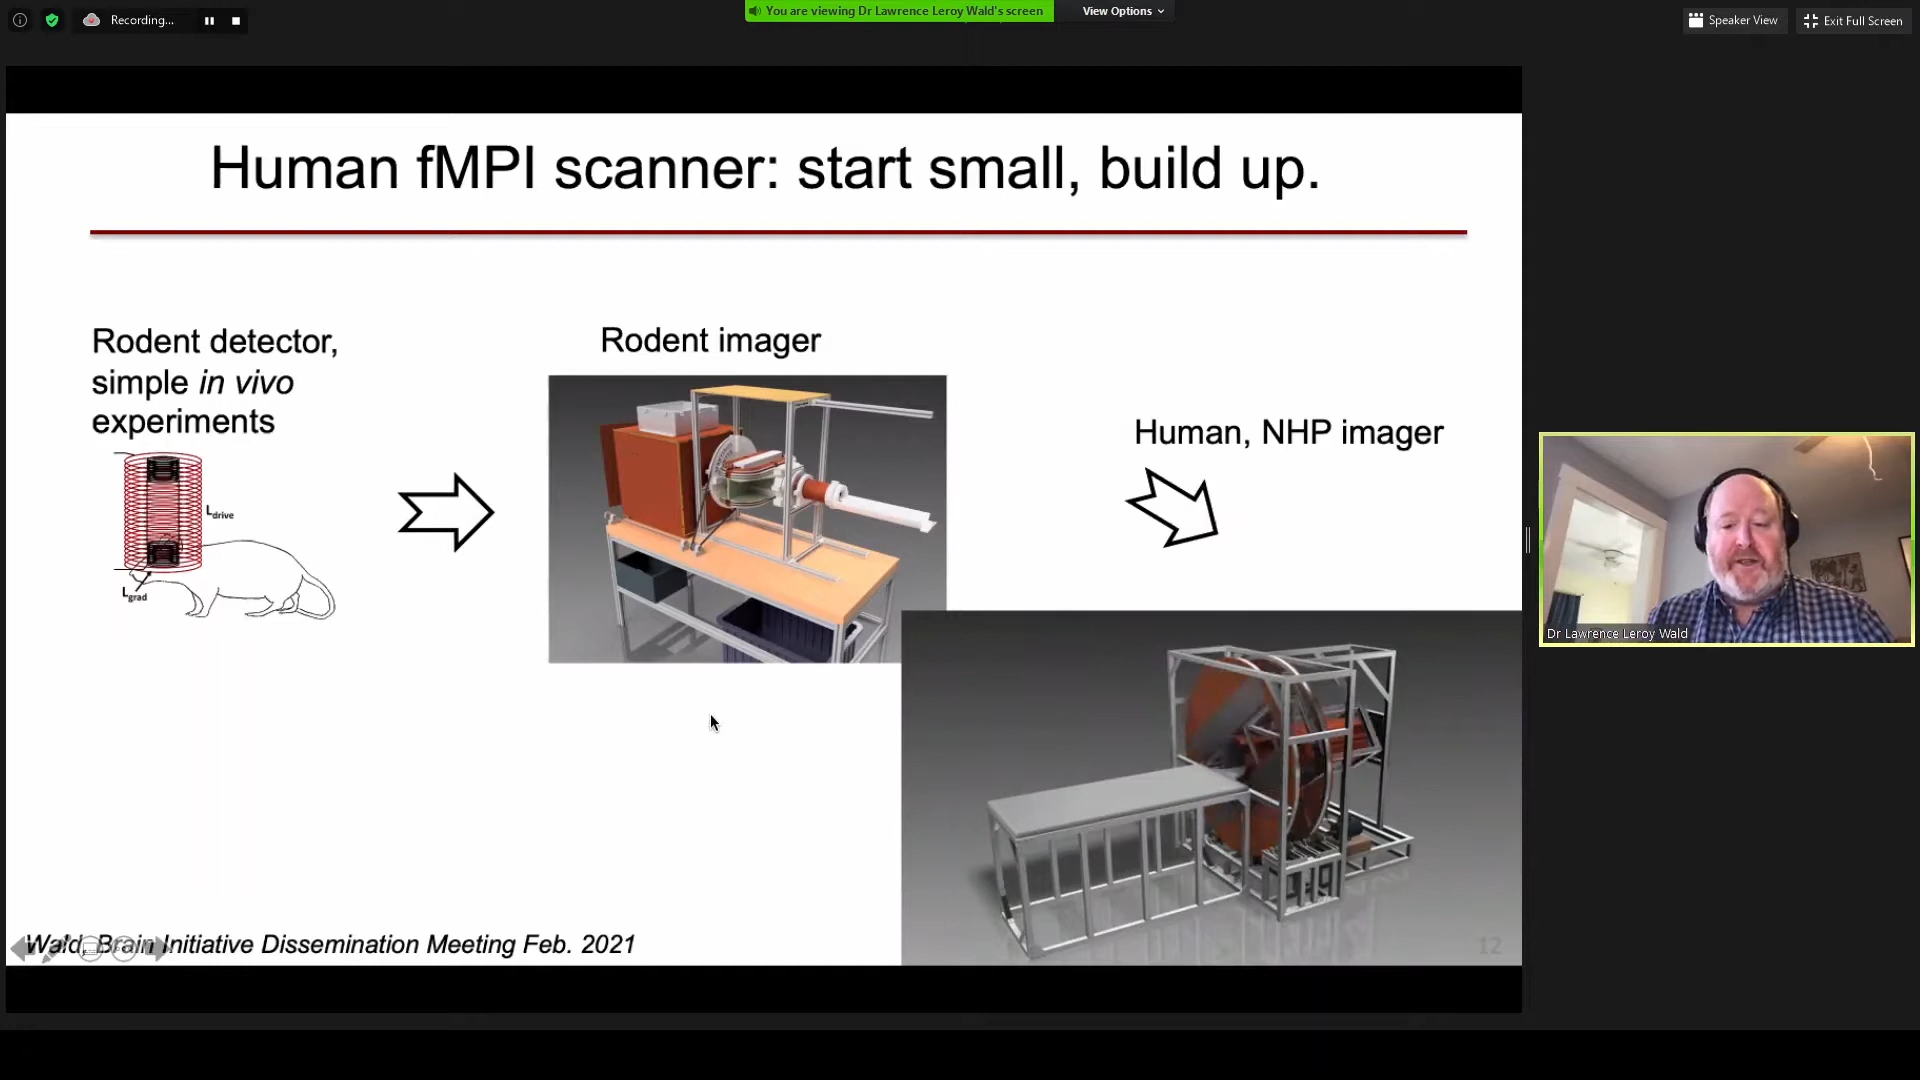 Recording...
You are viewing Dr Lawrence Leroy Wald's screen
View Options
Speaker View
Exit Full Screen
Human fMPI scanner: start small, build up.
Rodent detector,
simple in vivo
experiments
Rodent imager
Human, NHP imager
Ldrive
Lgrad
Dr Lawrence Leroy Wald
Wald, Brain Initiative Dissemination Meeting Feb. 2021
12